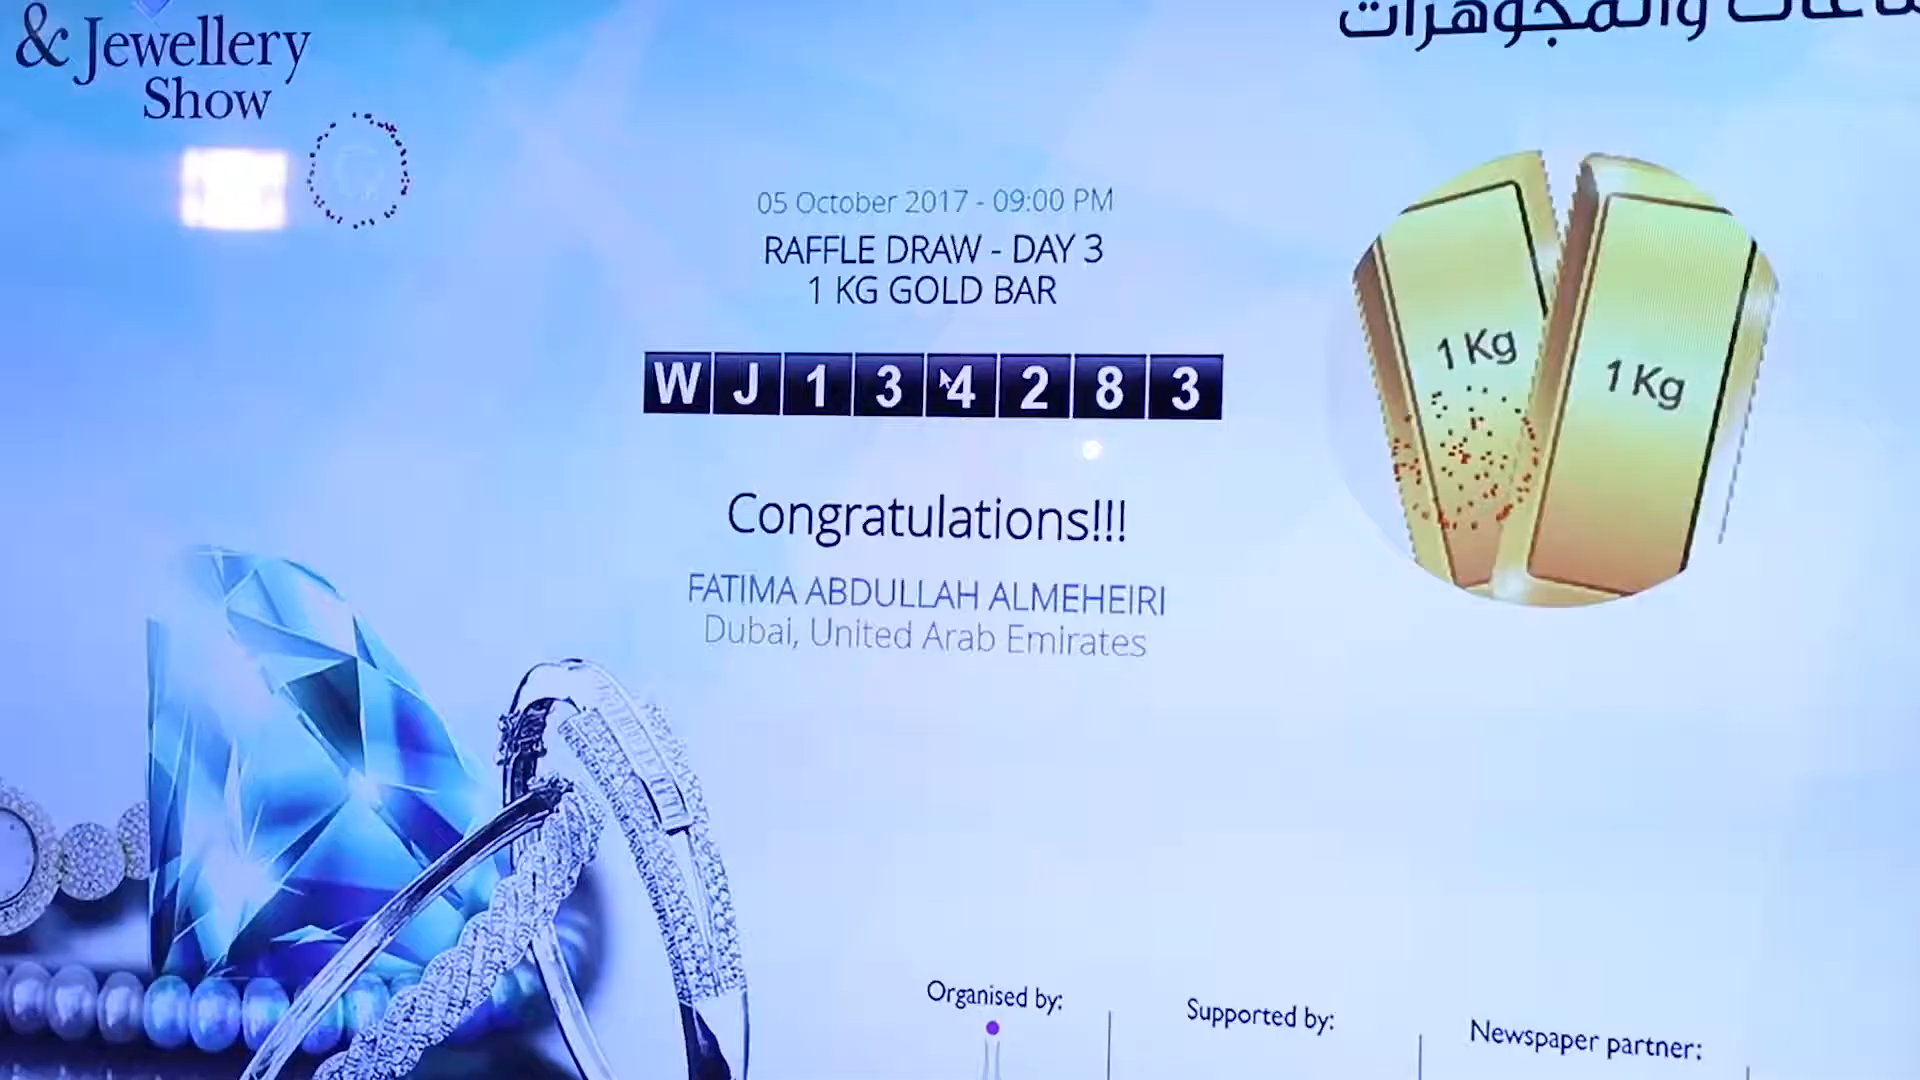 & Jewellery
Show
والمجوهرات
05 October 2017 - 09:00 PM
RAFFLE DRAW - DAY 3
1 KG GOLD BAR
WJ134283
1 Kg
1 Kg
Congratulations!!!
FATIMA ABDULLAH ALMEHEIRI
Dubai, United Arab Emirates
Organised by:
Supported by:
Newspaper partner: